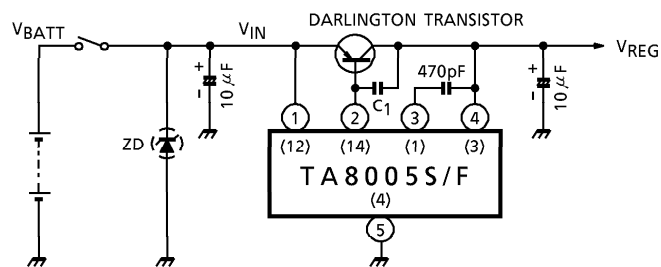 DARLINGTON TRANSISTOR
VBATT
VIN
VREG
+
-
10μF
ZD
C1
470pF
+
-
10μF
1
2
3
4
(12)
(14)
(1)
(3)
TA8005S/F
(4)
5